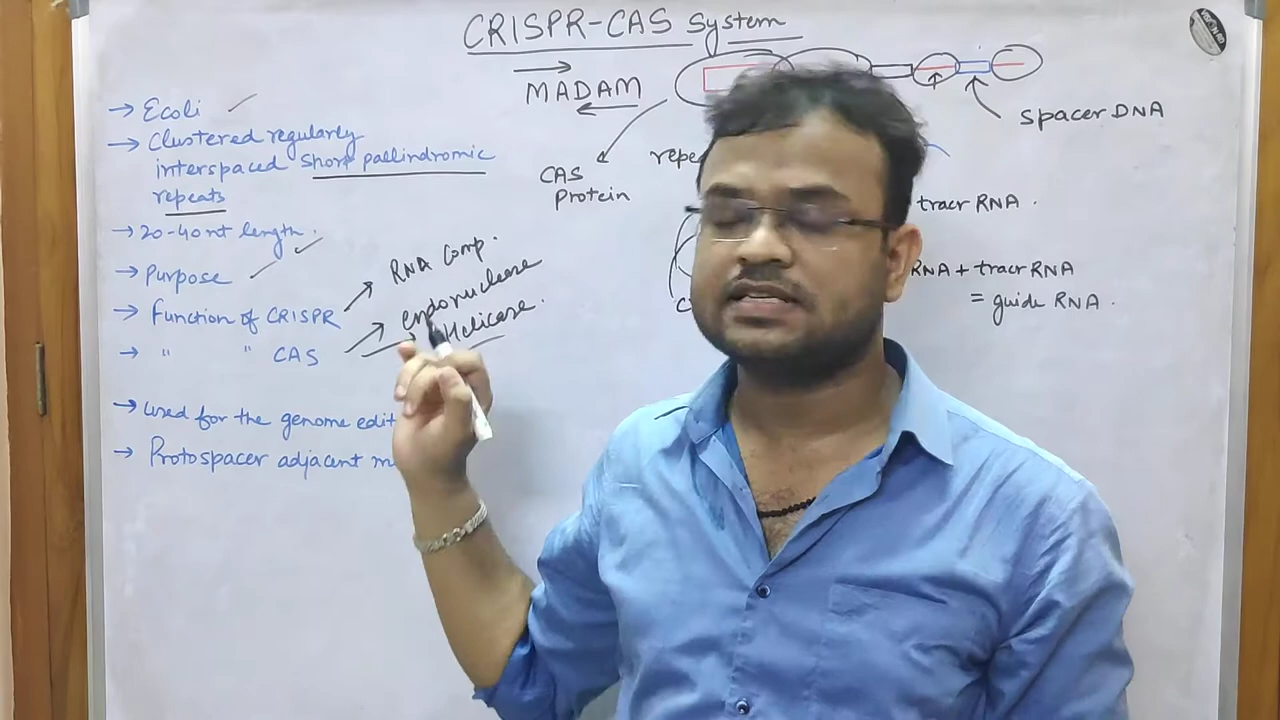 CRISPR-CAS System
→ Ecoli
→ Clustered regularly
interspaced short pallindromic
repeats
→ 20-40nt length.
→ Purpose
→ Function of CRISPR
→ " " CAS
→ used for the genome edit
→ Protospacer adjacent m
RNA Comp.
endonuclease
Helicase.
MADAM
CAS
Protein
repe
spacer DNA
tracr RNA.
RNA + tracr RNA
= guide RNA.